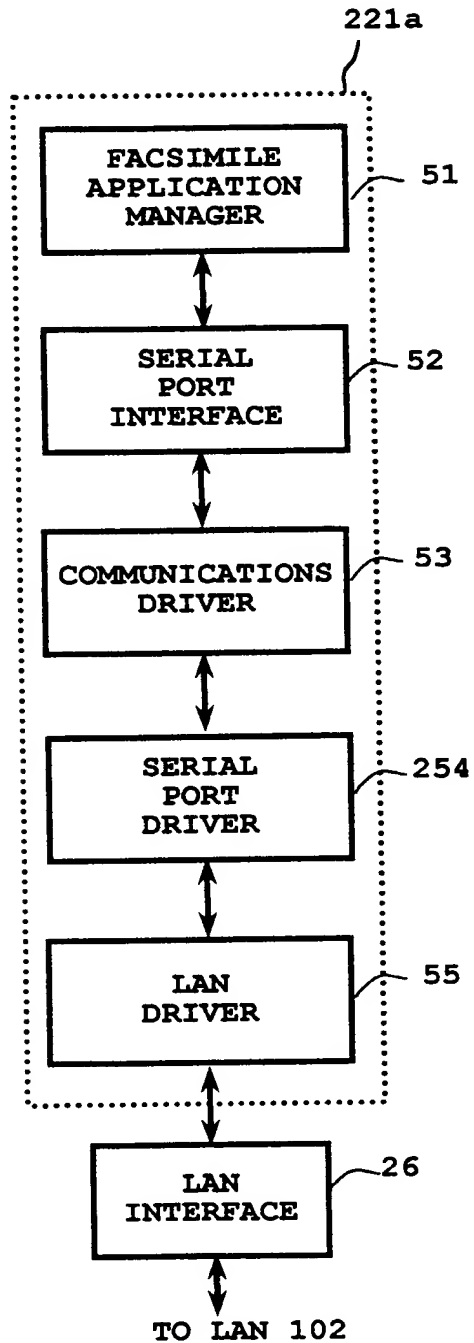 221a
FACSIMILE
APPLICATION
MANAGER
51
SERIAL
PORT
INTERFACE
52
COMMUNICATIONS
DRIVER
53
SERIAL
PORT
DRIVER
254
LAN
DRIVER
55
LAN
INTERFACE
26
TO LAN 102